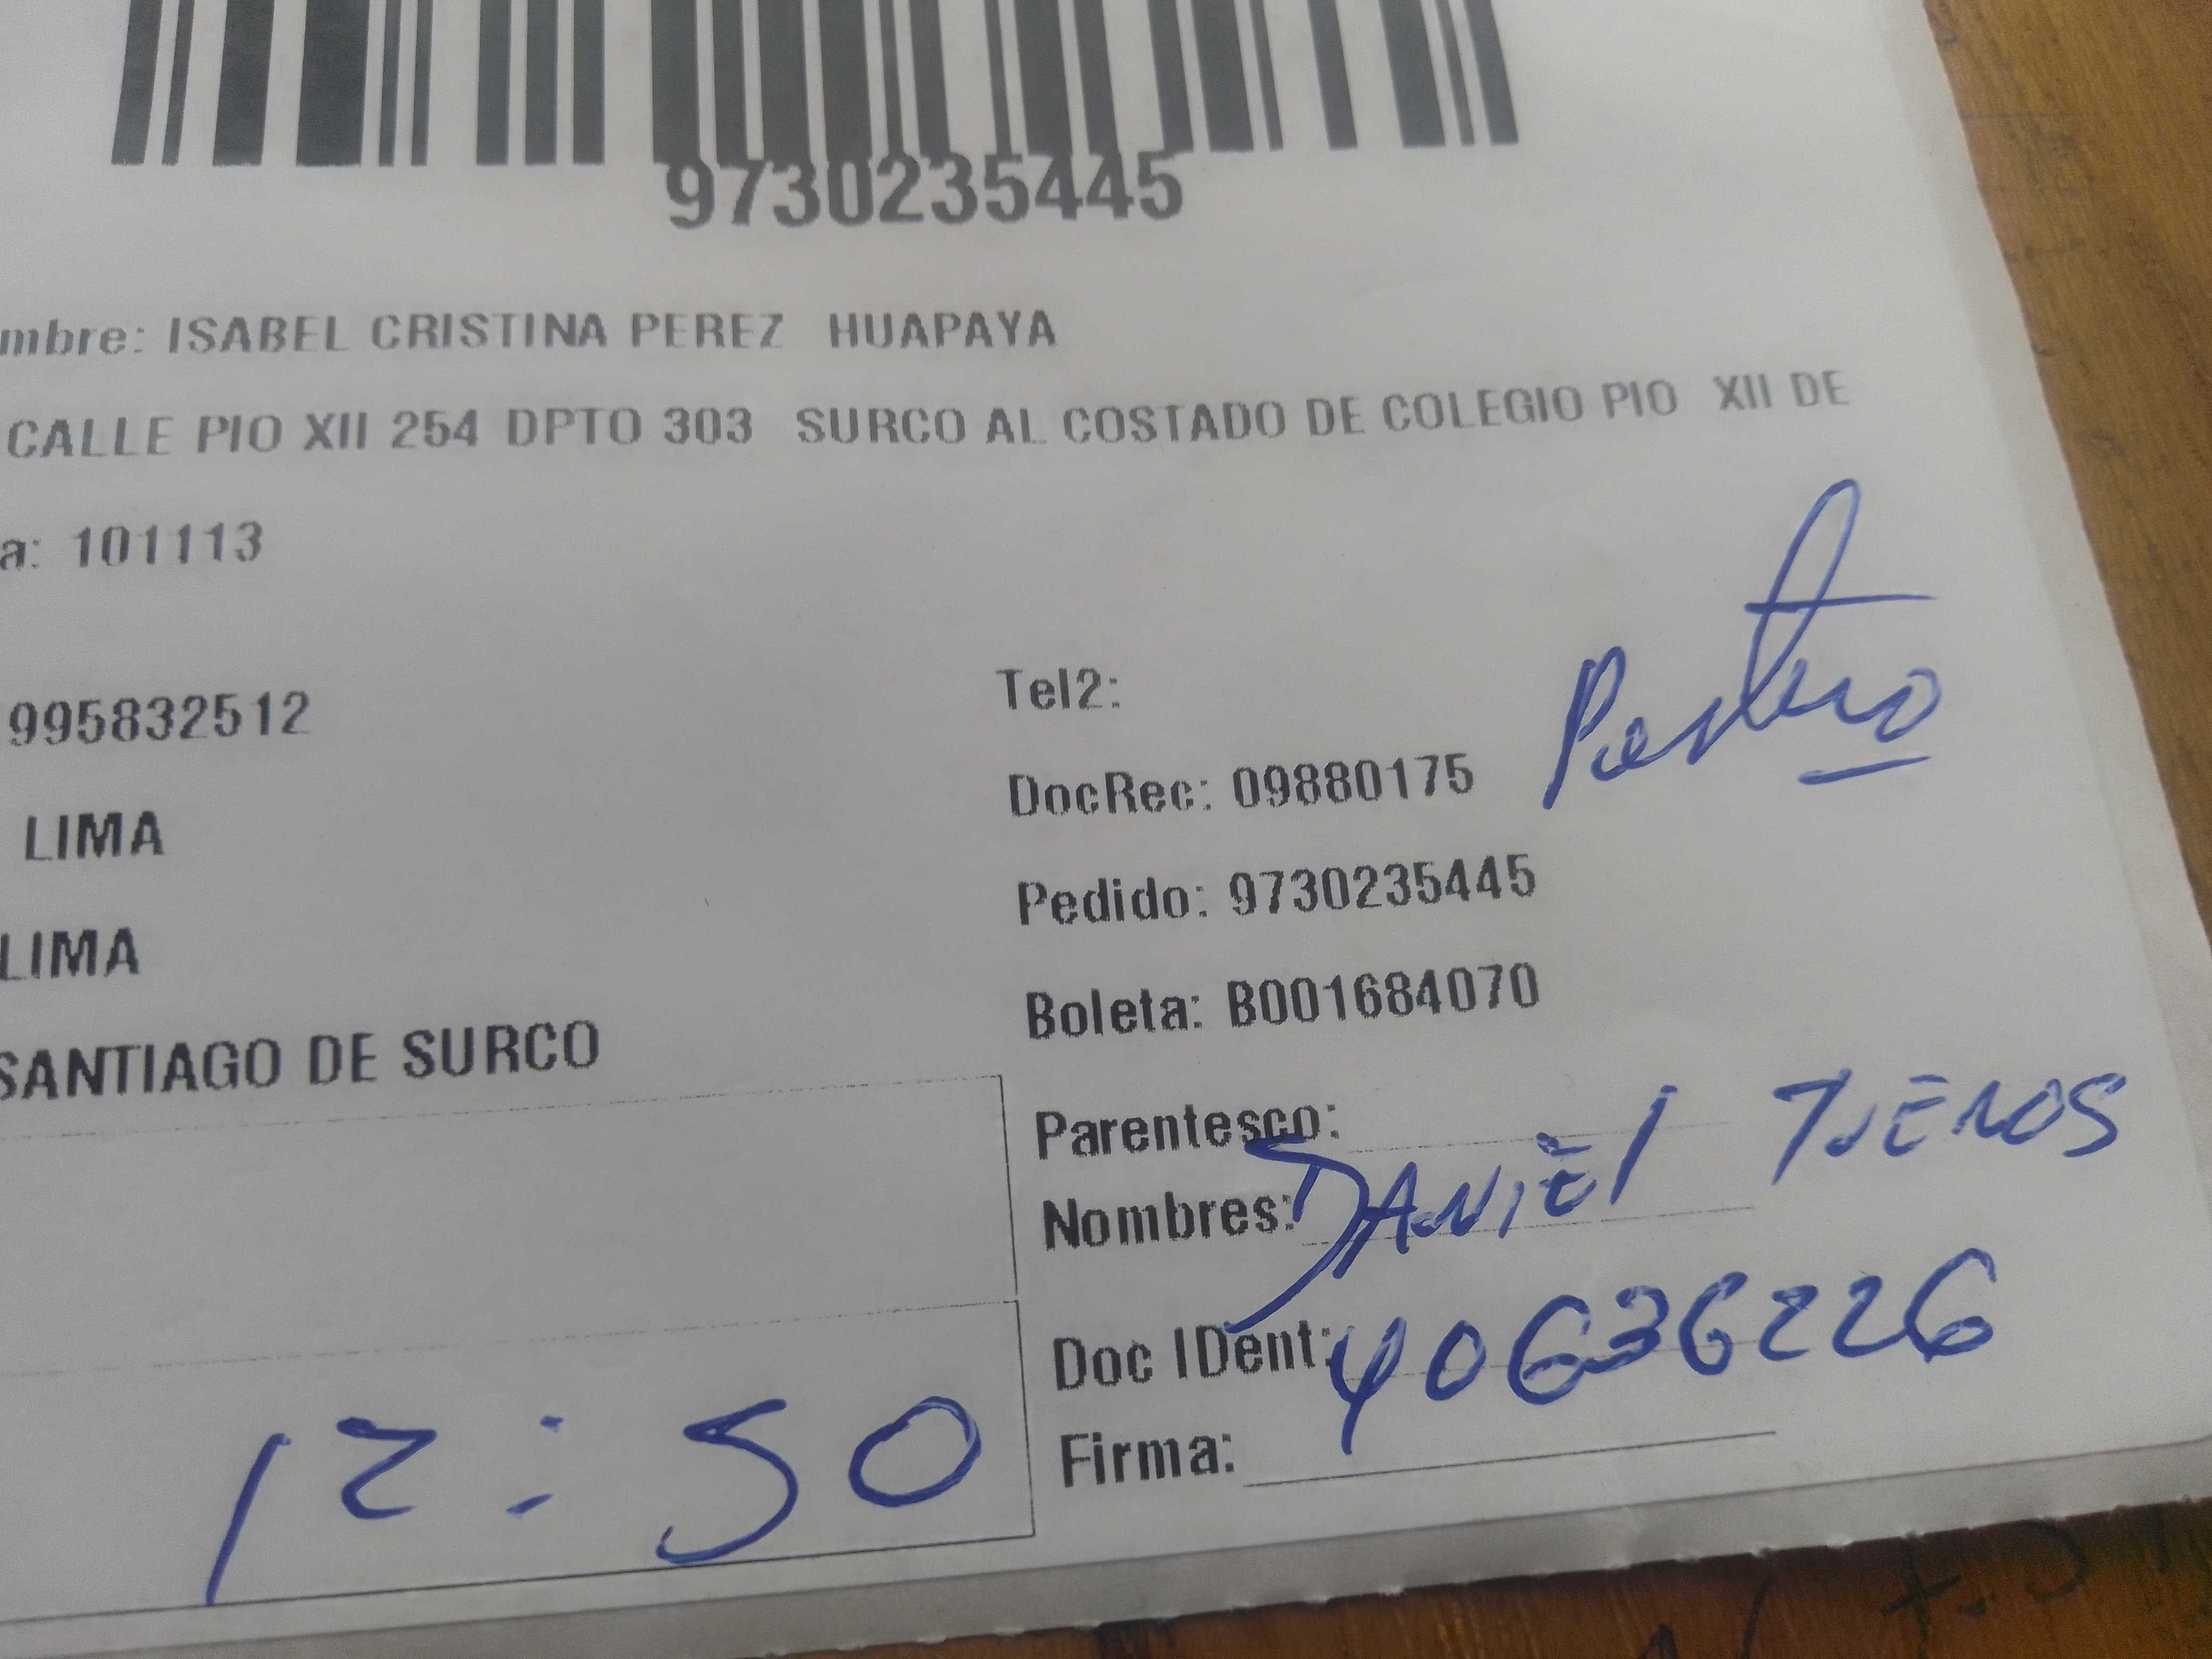 9730235445
mbre: ISABEL CRISTINA PEREZ HUAPAYA
CALLE PIO XII 254 DPTO 303 SURCO AL COSTADO DE COLEGIO PIO XII DE
a: 101113
995832512
Tel2:
DocRec: 09880175
LIMA
Pedido: 9730235445
LIMA
Boleta: B001684070
SANTIAGO DE SURCO
Parentesco:
Nombres: DANIEL
Doc IDent: 40636226
Firma:
12:50